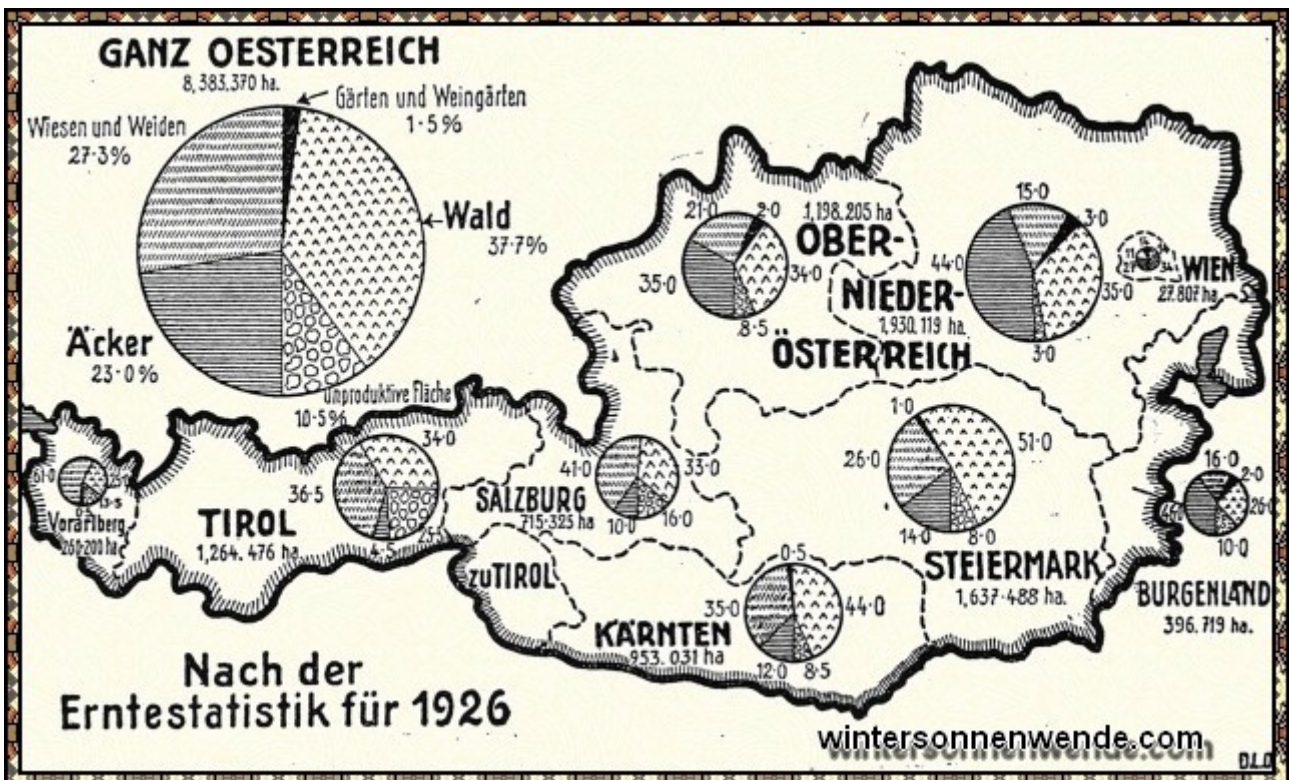 GANZ OESTERREICH
8,383.370 ha.
Gärten und Weingärten
1·5%
Wiesen und Weiden
27·3%
Wald
37·7%
Äcker
23·0%
unproduktive Fläche
10·5%
21·0
2·0
1,198.205 ha
OBER-
35·0
34·0
8·5
15·0
3·0
44·0
35·0
3·0
NIEDER-
1,930.119 ha.
ÖSTERREICH
WIEN
27.807 ha.
61·0
Vorarlberg
TIROL
1,264.476 ha.
34·0
36·5
4·5
SALZBURG
715·325 ha
41·0
33·0
10·0
16·0
zu TIROL
KÄRNTEN
953.031 ha
0·5
35·0
44·0
12·0
8·5
1·0
26·0
51·0
14·0
8·0
STEIERMARK
1,637·488 ha.
16·0
2·0
26·0
10·0
BURGENLAND
396.719 ha.
Nach der
Erntestatistik für 1926
wintersonnenwende.com